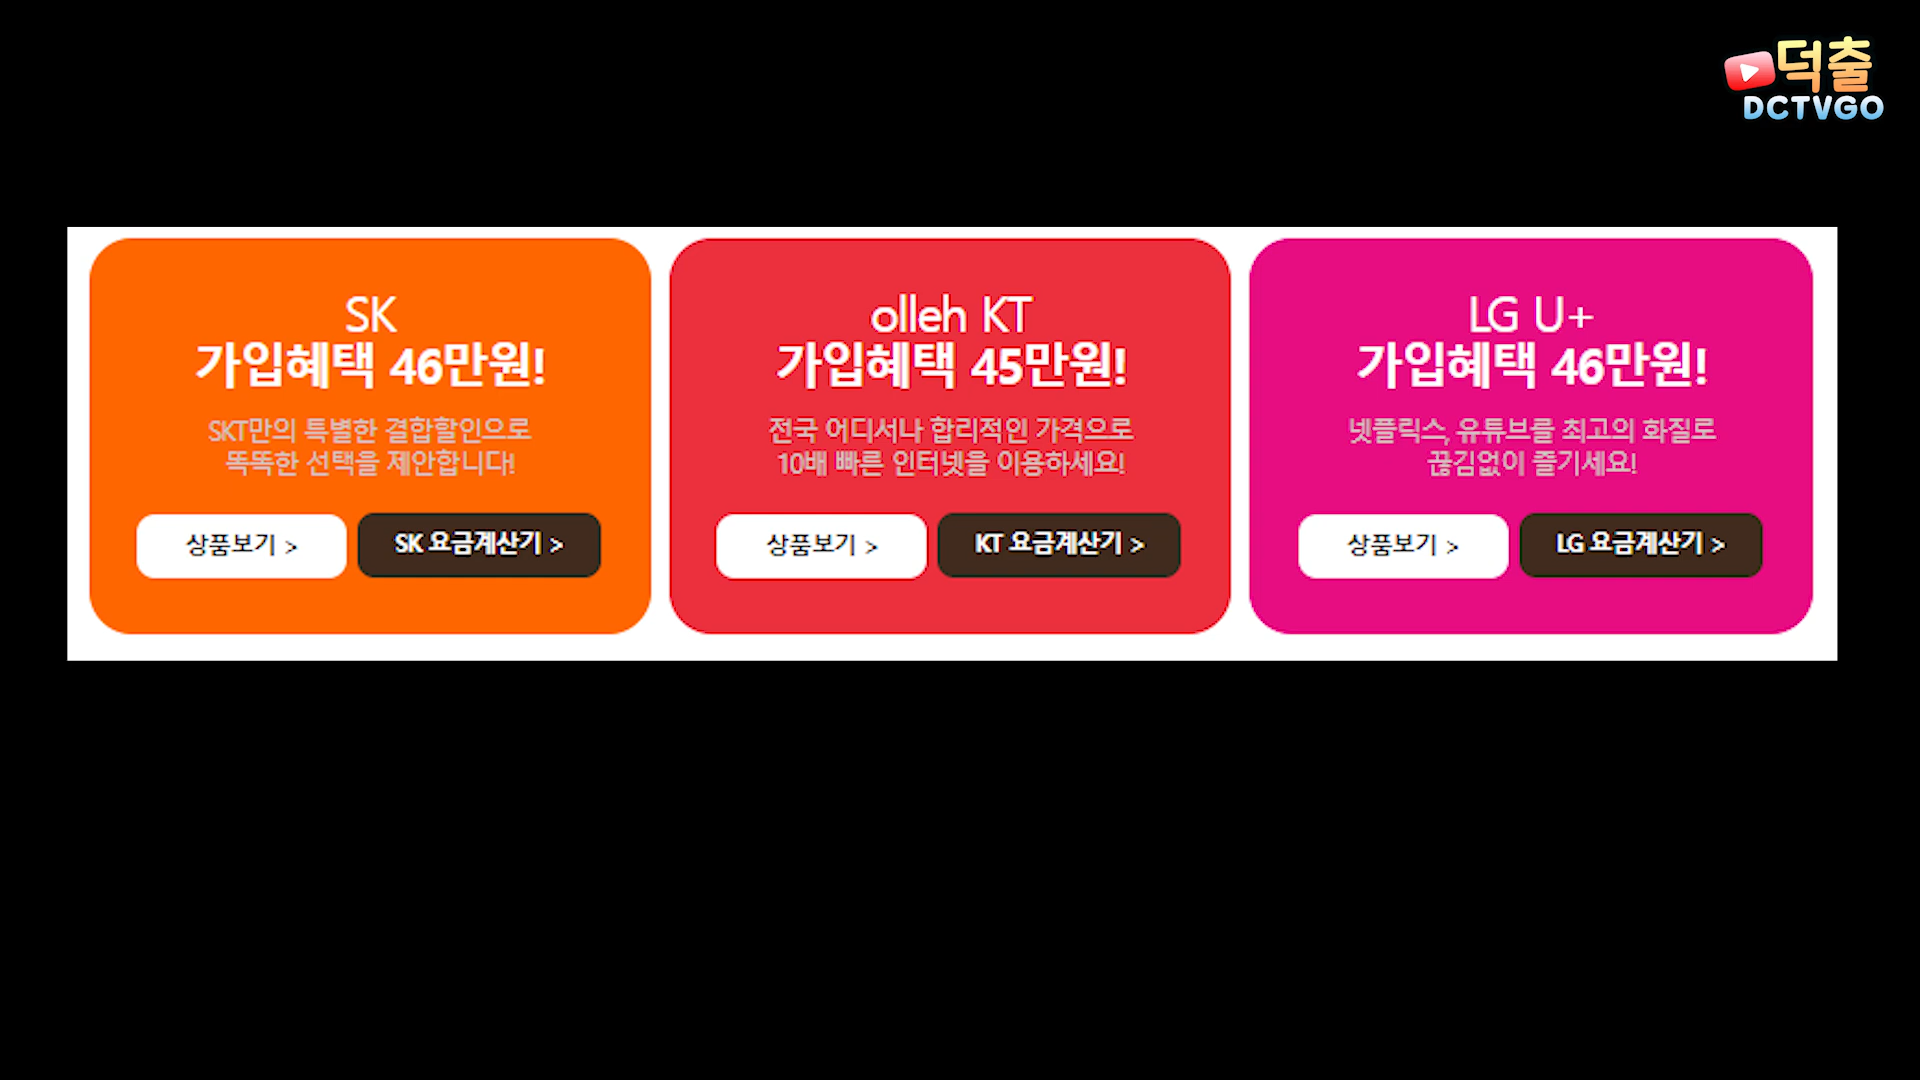 덕출
DCTVGO
SK
가입혜택 46만원!
SKT만의 특별한 결합할인으로
똑똑한 선택을 제안합니다!
상품보기 >
SK 요금계산기 >
olleh KT
가입혜택 45만원!
전국 어디서나 합리적인 가격으로
10배 빠른 인터넷을 이용하세요!
상품보기 >
KT 요금계산기 >
LG U+
가입혜택 46만원!
넷플릭스, 유튜브를 최고의 화질로
끊김없이 즐기세요!
상품보기 >
LG 요금계산기 >